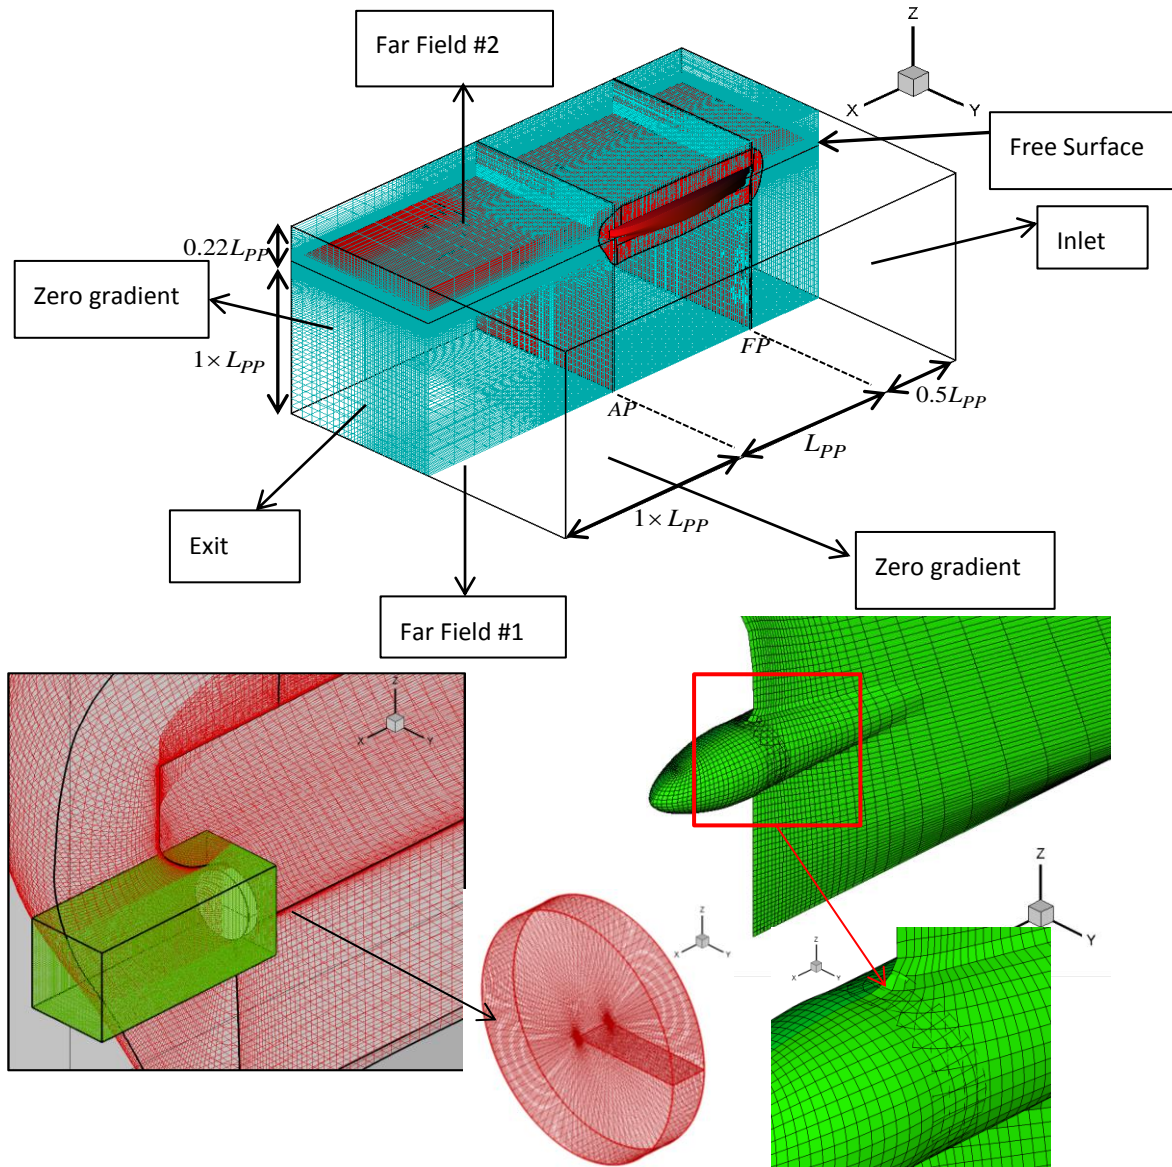 Z
Far Field #2
X
Y
Free Surface
0.22L_PP
Inlet
Zero gradient
FP
1 × L_PP
0.5L_PP
AP
L_PP
1 × L_PP
Exit
Zero gradient
Far Field #1
Z
X
Y
Z
Y
Z
X
Y
Z
X
Y